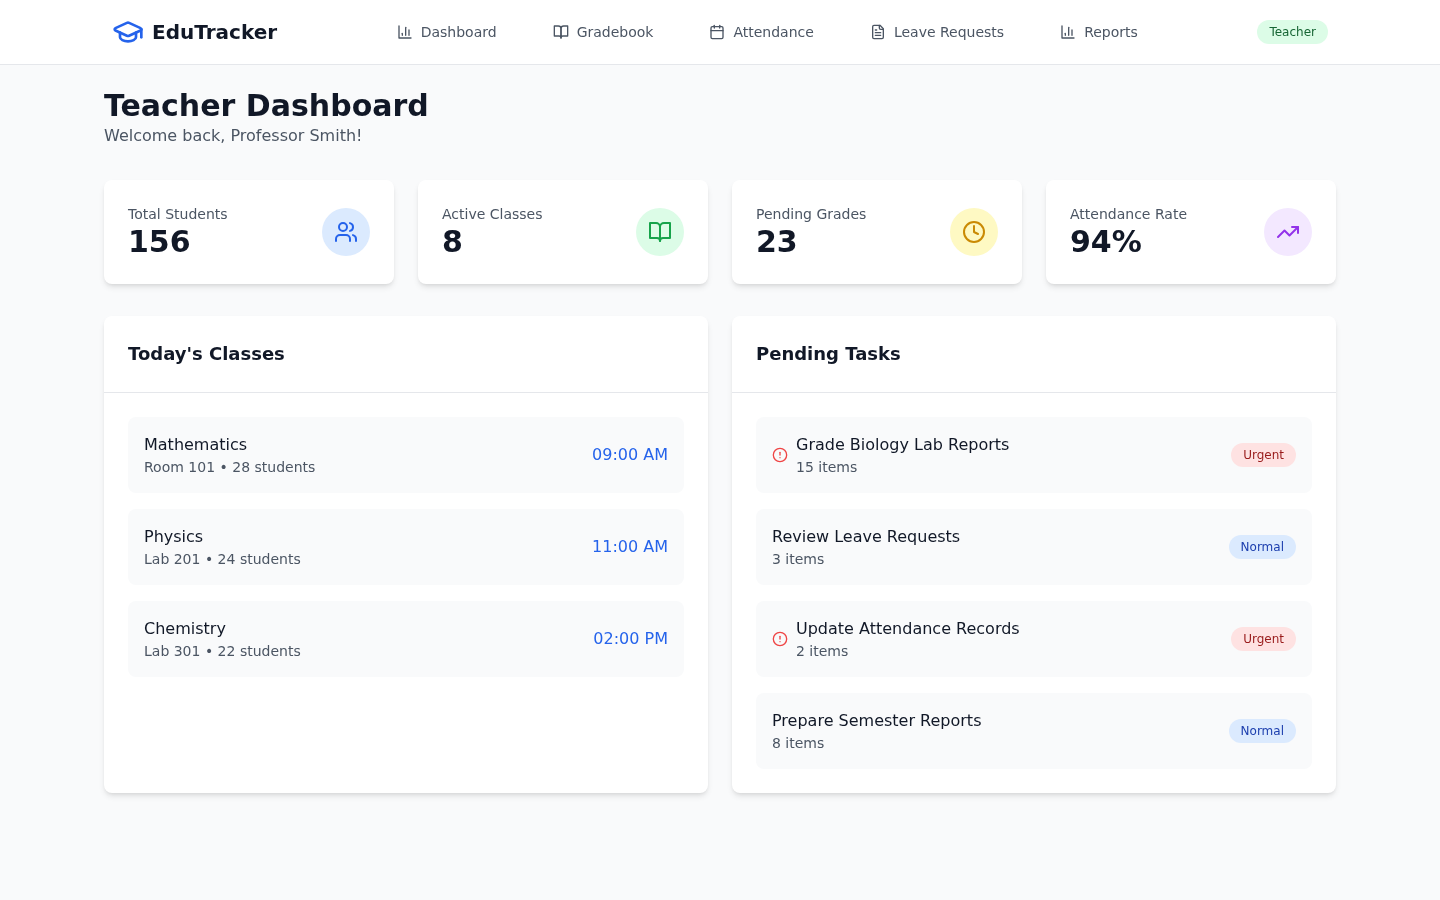 EduTracker
Dashboard
Gradebook
Attendance
Leave Requests
Reports
Teacher
Teacher Dashboard
Welcome back, Professor Smith!
Total Students
156
Active Classes
8
Pending Grades
23
Attendance Rate
94%
Today's Classes
Mathematics
Room 101 • 28 students
09:00 AM
Physics
Lab 201 • 24 students
11:00 AM
Chemistry
Lab 301 • 22 students
02:00 PM
Pending Tasks
Grade Biology Lab Reports
15 items
Urgent
Review Leave Requests
3 items
Normal
Update Attendance Records
2 items
Urgent
Prepare Semester Reports
8 items
Normal